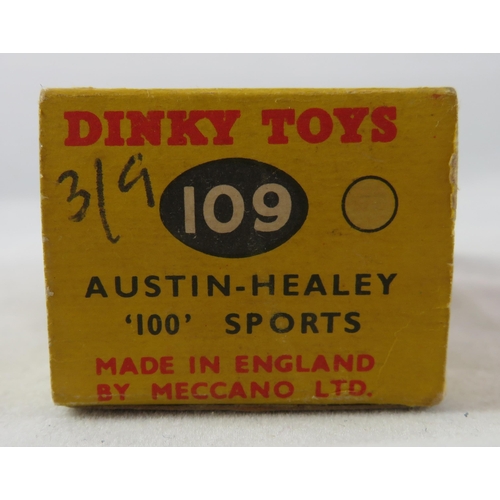 DINKY TOYS
3/9 109
AUSTIN-HEALEY
'100' SPORTS
MADE IN ENGLAND
BY MECCANO LTD.